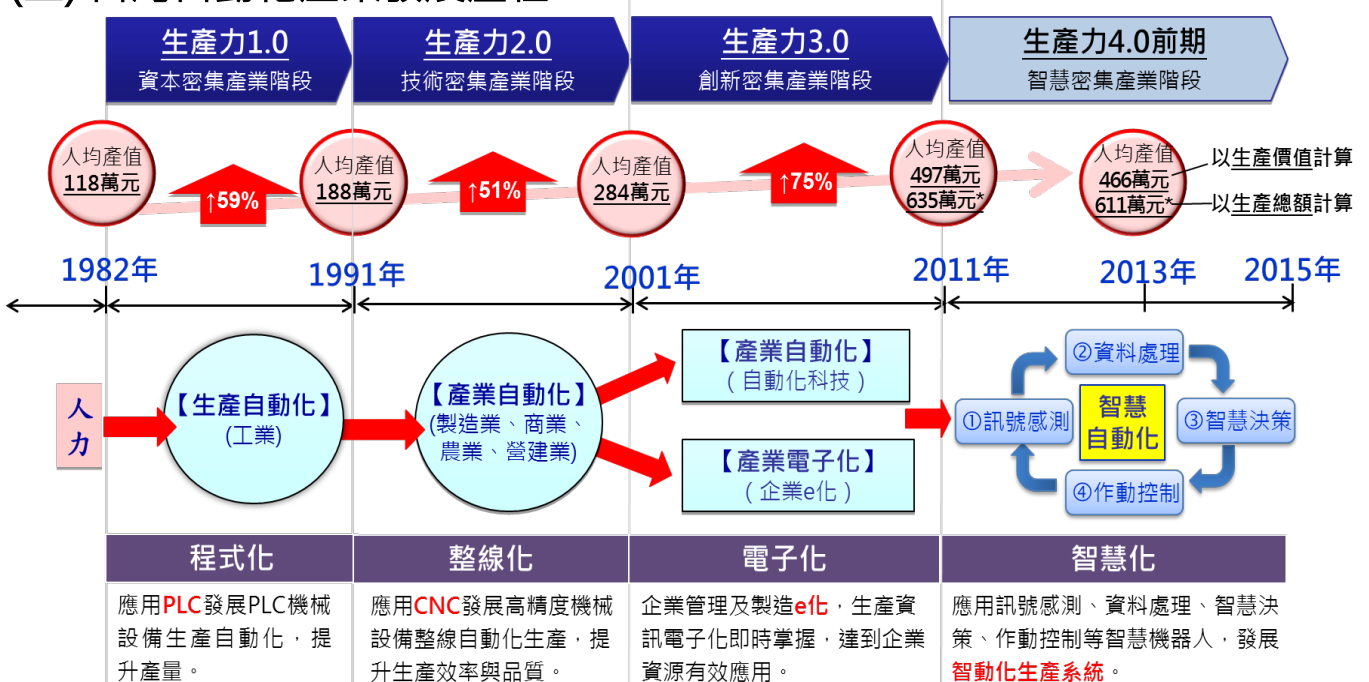 生產力1.0
資本密集產業階段
生產力2.0
技術密集產業階段
生產力3.0
創新密集產業階段
生產力4.0前期
智慧密集產業階段
人均產值
118萬元
↑59%
人均產值
188萬元
↑51%
人均產值
284萬元
↑75%
人均產值
497萬元
635萬元*
人均產值
466萬元
611萬元*
以生產價值計算
以生產總額計算
1982年
1991年
2001年
2011年
2013年
2015年
人
力
【生產自動化】
(工業)
【產業自動化】
(製造業、商業、
農業、營建業)
【產業自動化】
(自動化科技)
【產業電子化】
(企業e化)
①訊號感測
②資料處理
③智慧決策
④作動控制
智慧
自動化
程式化
應用PLC發展PLC機械
設備生產自動化，提
升產量。
整線化
應用CNC發展高精度機械
設備整線自動化生產，提
升生產效率與品質。
電子化
企業管理及製造e化，生產資
訊電子化即時掌握，達到企業
資源有效應用。
智慧化
應用訊號感測、資料處理、智慧決
策、作動控制等智慧機器人，發展
智動化生產系統。